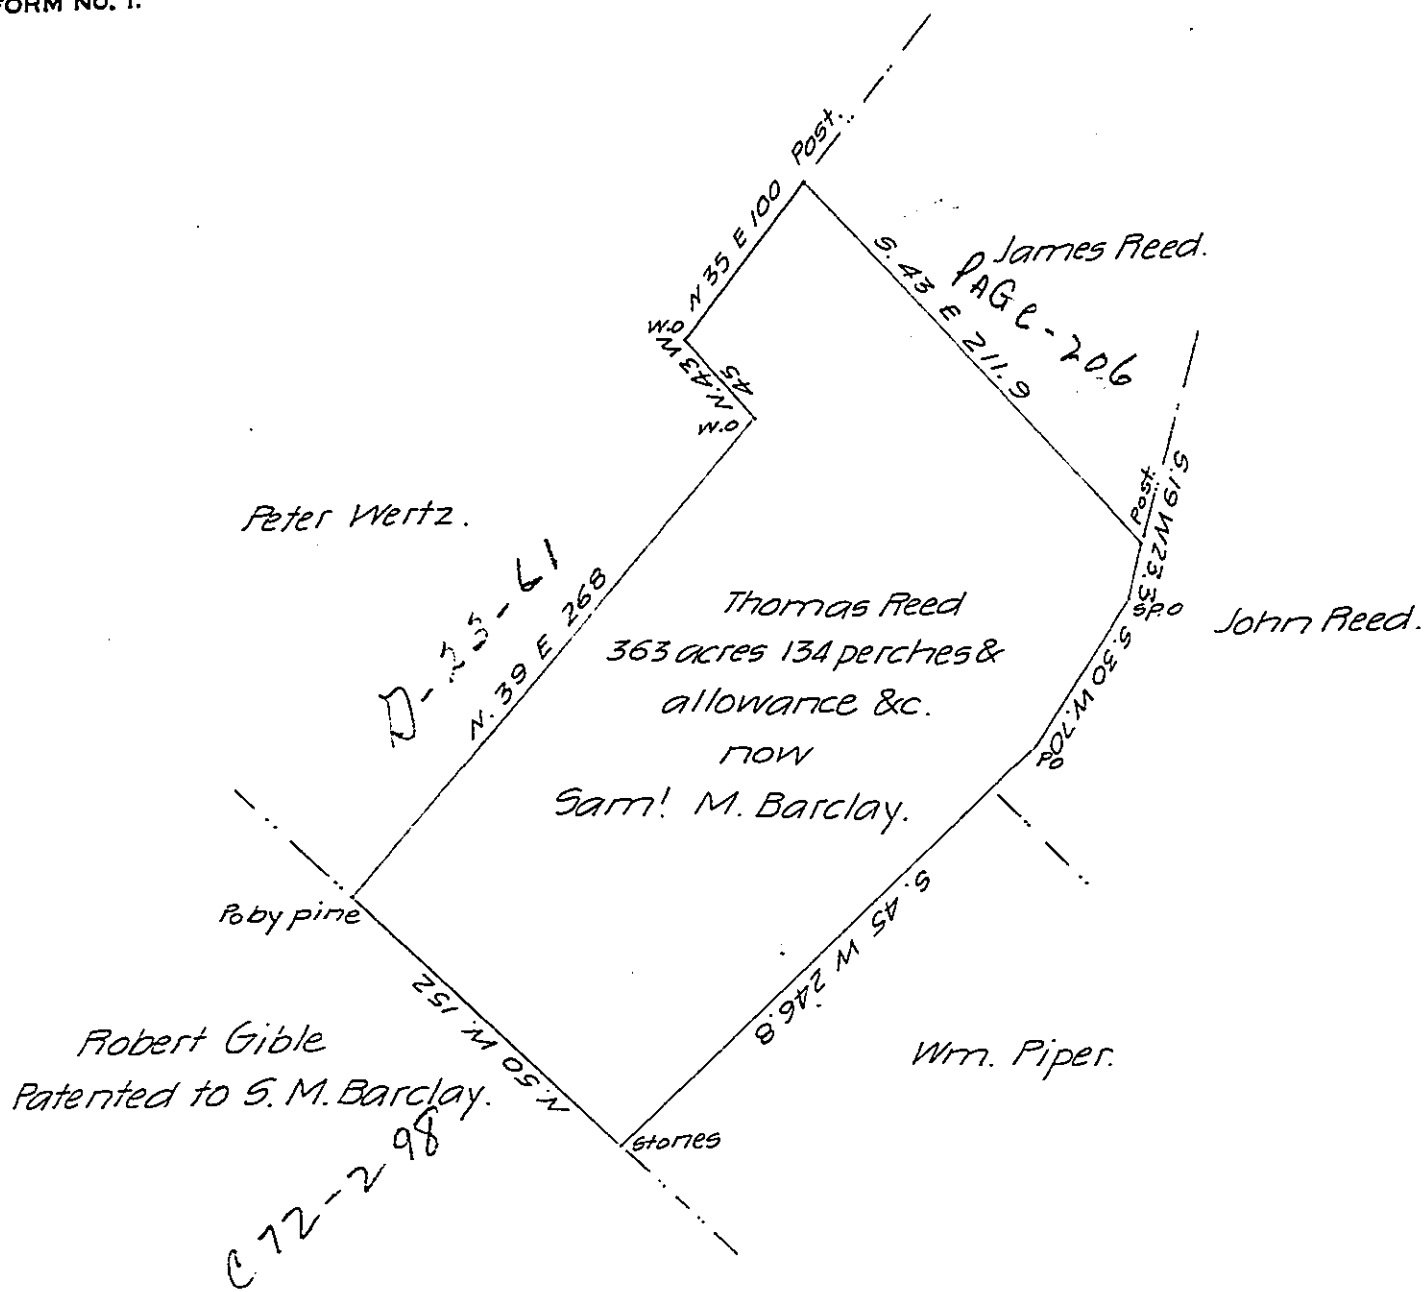 FORM NO. 1.
Post.
N 35 E 100
James Reed.
S. 43 E 211.9
PAGE-206
W.O
N.43 W
45
W.O
Post.
S.19 W 23.5
Peter Wertz.
D-23-61
N. 39 E 268
Thomas Reed
363 acres 134 perches &
allowance &c.
now
Sam! M. Barclay.
SP.O
John Reed.
S.30 W.70
PO
Po by pine
S. 45 W 246.8
N. 50 W. 152
Robert Gible
Patented to S. M. Barclay.
Wm. Piper.
stones
C 72-2 98